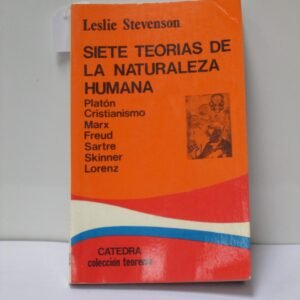 Leslie Stevenson
SIETE TEORIAS DE
LA NATURALEZA
HUMANA
Platón
Cristianismo
Marx
Freud
Sartre
Skinner
Lorenz
CATEDRA
colección teorema